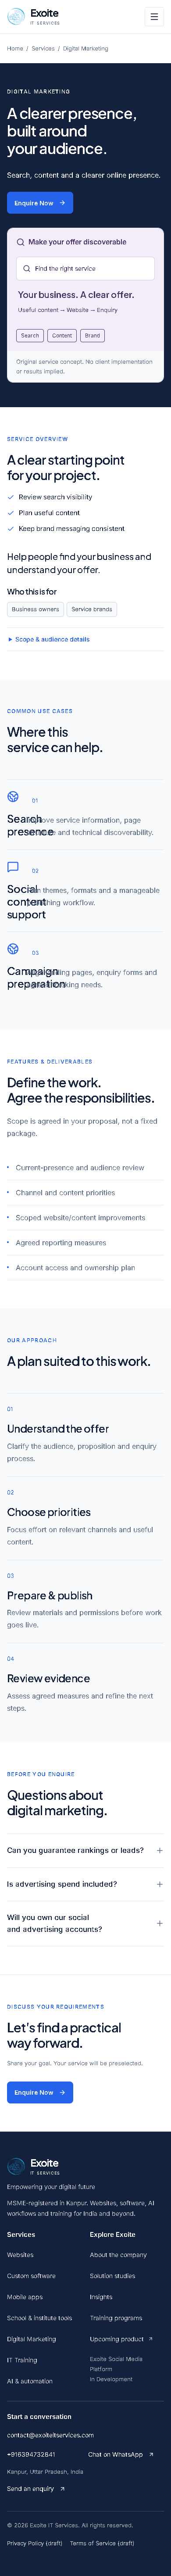 Exoite
IT SERVICES
Home / Services / Digital Marketing
DIGITAL MARKETING
A clearer presence,
built around
your audience.
Search, content and a clearer online presence.
Enquire Now →
Make your offer discoverable
Find the right service
Your business. A clear offer.
Useful content → Website → Enquiry
Search Content Brand
Original service concept. No client implementation
or results implied.
SERVICE OVERVIEW
A clear starting point
for your project.
Review search visibility
Plan useful content
Keep brand messaging consistent
Help people find your business and
understand your offer.
Who this is for
Business owners Service brands
Scope & audience details
COMMON USE CASES
Where this
service can help.
01
Search
presence
service information, page
and technical discoverability.
02
Social
content
support
themes, formats and a manageable
workflow.
03
Campaign
preparation
pages, enquiry forms and
needs.
FEATURES & DELIVERABLES
Define the work.
Agree the responsibilities.
Scope is agreed in your proposal, not a fixed
package.
Current-presence and audience review
Channel and content priorities
Scoped website/content improvements
Agreed reporting measures
Account access and ownership plan
OUR APPROACH
A plan suited to this work.
01
Understand the offer
Clarify the audience, proposition and enquiry
process.
02
Choose priorities
Focus effort on relevant channels and useful
content.
03
Prepare & publish
Review materials and permissions before work
goes live.
04
Review evidence
Assess agreed measures and refine the next
steps.
BEFORE YOU ENQUIRE
Questions about
digital marketing.
Can you guarantee rankings or leads? +
Is advertising spend included? +
Will you own our social
and advertising accounts? +
DISCUSS YOUR REQUIREMENTS
Let's find a practical
way forward.
Share your goal. Your service will be preselected.
Enquire Now →
Exoite
IT SERVICES
Empowering your digital future
MSME-registered in Kanpur. Websites, software, AI
workflows and training for India and beyond.
Services
Websites
Custom software
Mobile apps
School & institute tools
Digital Marketing
IT Training
AI & automation
Explore Exoite
About the company
Solution studies
Insights
Training programs
Upcoming product ↗
Exoite Social Media
Platform
In Development
Start a conversation
contact@exoiteitservices.com
+916394732841 Chat on WhatsApp ↗
Kanpur, Uttar Pradesh, India
Send an enquiry ↗
© 2026 Exoite IT Services. All rights reserved.
Privacy Policy (draft) Terms of Service (draft)